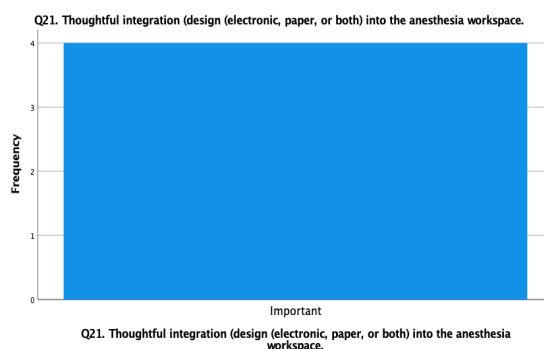 Q21. Thoughtful integration (design (electronic, paper, or both) into the anesthesia workspace.
4
3
2
1
0
Frequency
Important
Q21. Thoughtful integration (design (electronic, paper, or both) into the anesthesia
workspace.